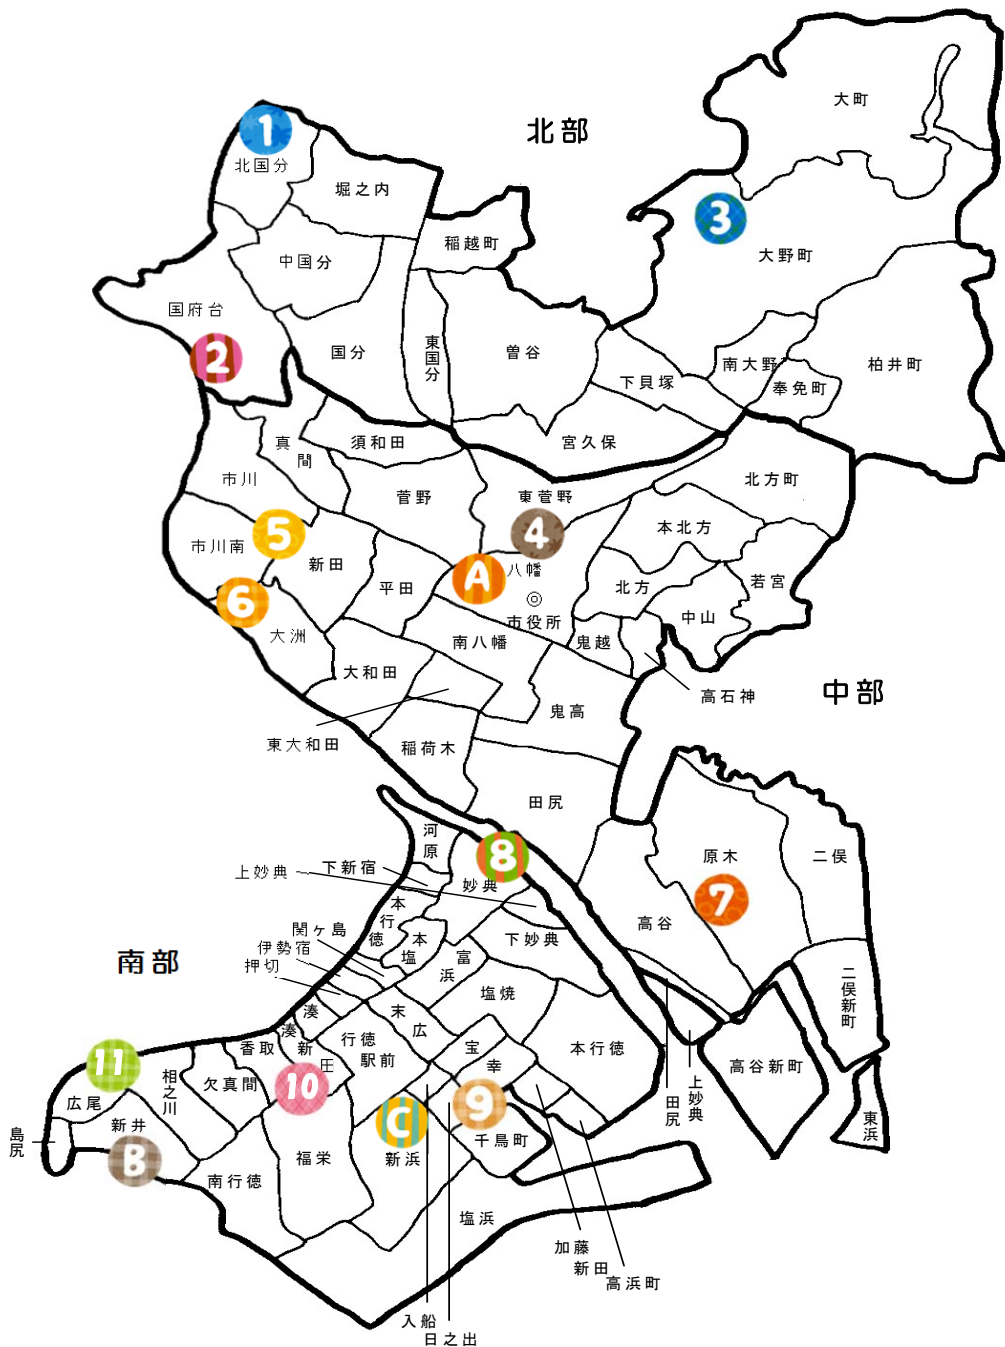 北部
大町
1
北国分
堀之内
3
稲越町
大野町
中国分
国府台
2
国分
東国分
曽谷
下貝塚
南大野
奉免町
柏井町
宮久保
真間
須和田
市川
菅野
東菅野
北方町
4
5
市川南
新田
本北方
A
八幡
平田
北方
若宮
6
市役所
大洲
南八幡
鬼越
中山
大和田
高石神
鬼高
中部
東大和田
稲荷木
田尻
河原
8
原木
二俣
下新宿
上妙典
妙典
7
本行徳
関ヶ島
本塩
下妙典
高谷
伊勢宿
押切
富浜
南部
塩焼
二俣新町
湊
末広
湊新田
行徳駅前
宝
幸
本行徳
香取
11
相之川
欠真間
10
高谷新町
田尻
上妙典
東浜
広尾
9
C
島尻
新井
千鳥町
B
福栄
新浜
南行徳
塩浜
加藤新田
高浜町
入船
日之出